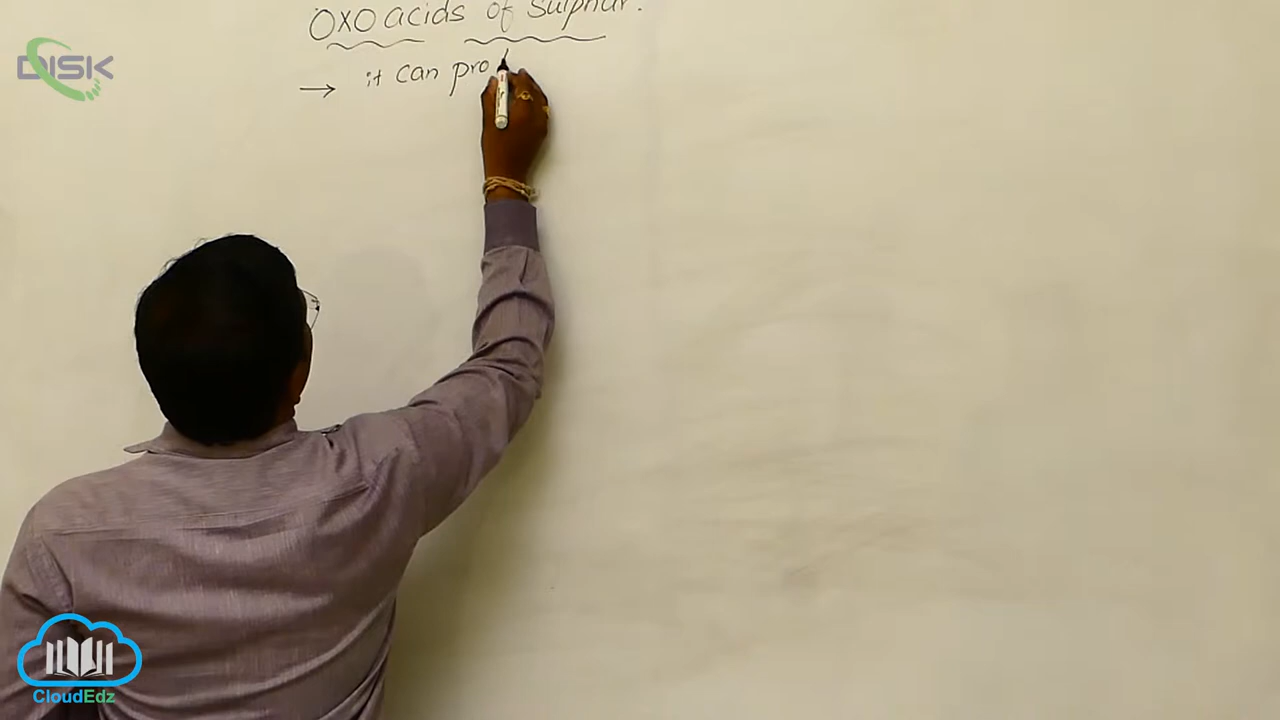 OXO acids of Sulphur.
DISK
→ it can pro
CloudEdz